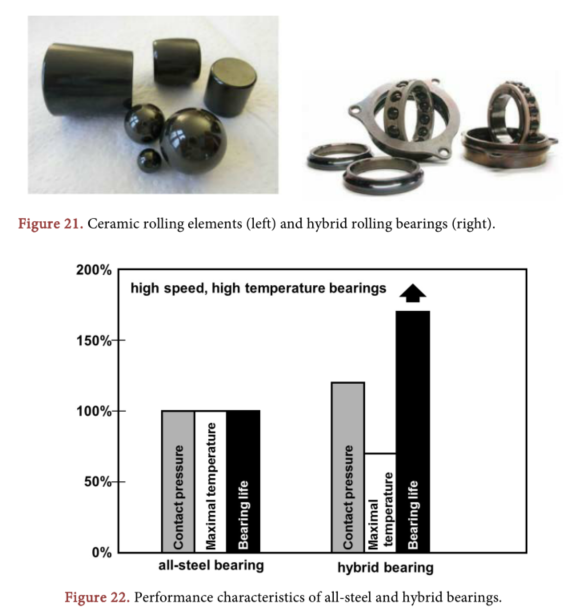 Figure 21. Ceramic rolling elements (left) and hybrid rolling bearings (right).
200%
high speed, high temperature bearings
150%
100%
50%
0%
Contact pressure
Maximal temperature
Bearing life
Contact pressure
Maximal
temperature
Bearing life
all-steel bearing
hybrid bearing
Figure 22. Performance characteristics of all-steel and hybrid bearings.